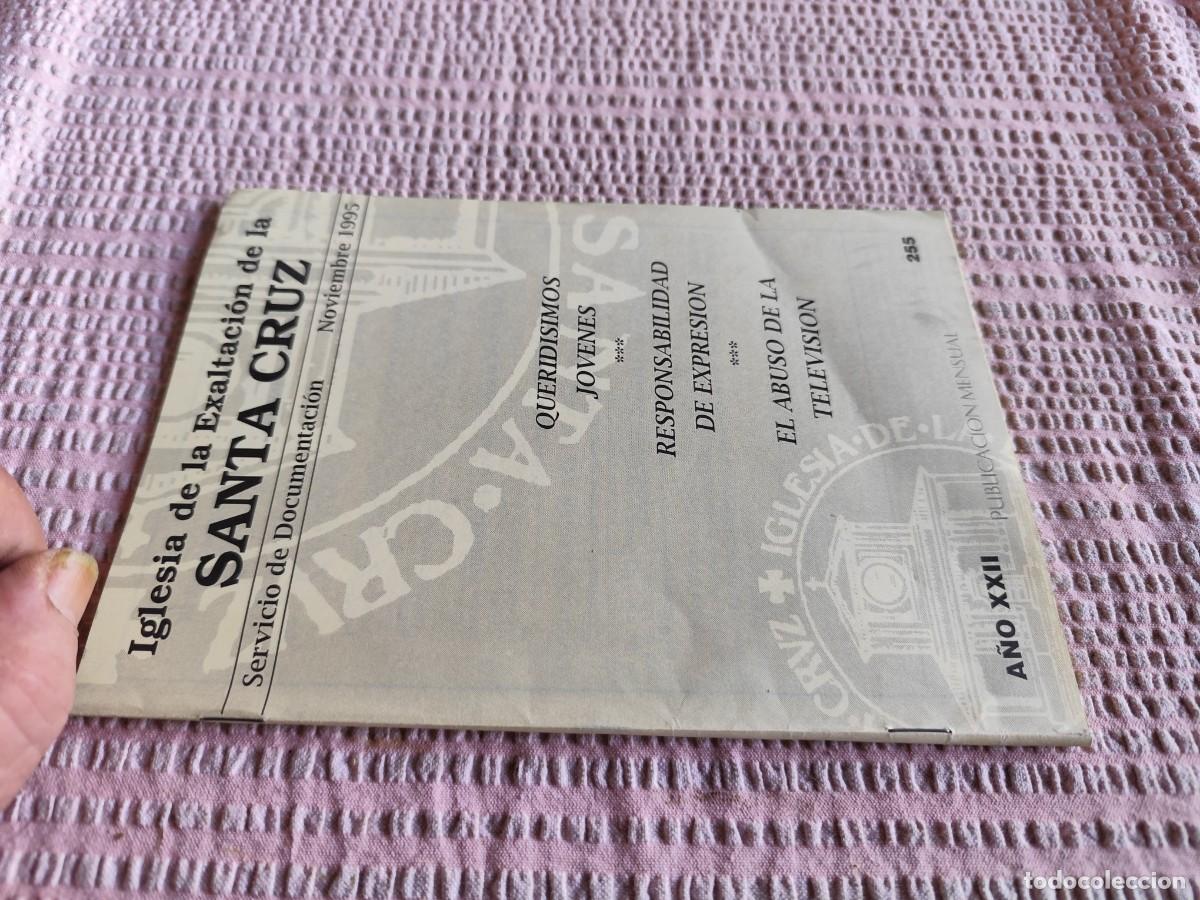 Iglesia de la Exaltación de la
SANTA CRUZ
Servicio de Documentación Noviembre 1995
QUERIDISIMOS
JOVENES
***
RESPONSABILIDAD
DE EXPRESION
***
EL ABUSO DE LA
TELEVISION
SANTA·CRU
CRUZ ✝ IGLESIA·DE·LA
AÑO XXII PUBLICACION MENSUAL 255
todocoleccion